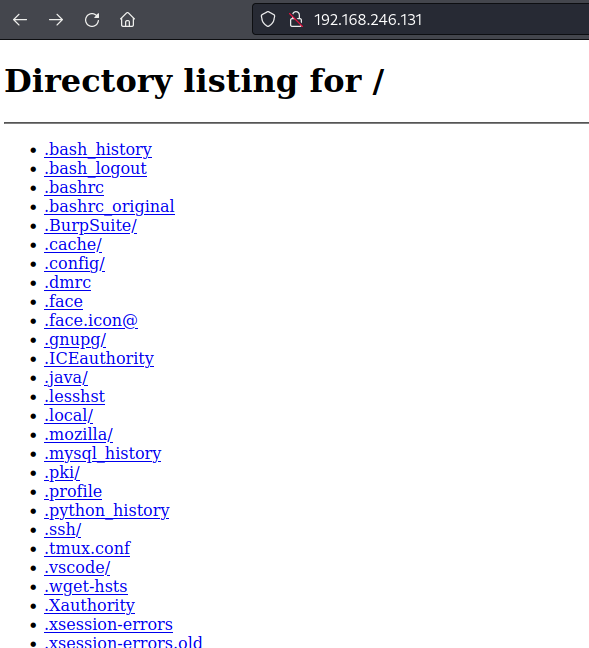 192.168.246.131
Directory listing for /
.bash_history
.bash_logout
.bashrc
.bashrc_original
.BurpSuite/
.cache/
.config/
.dmrc
.face
.face.icon@
.gnupg/
.ICEauthority
.java/
.lesshst
.local/
.mozilla/
.mysql_history
.pki/
.profile
.python_history
.ssh/
.tmux.conf
.vscode/
.wget-hsts
.Xauthority
.xsession-errors
.xsession-errors.old